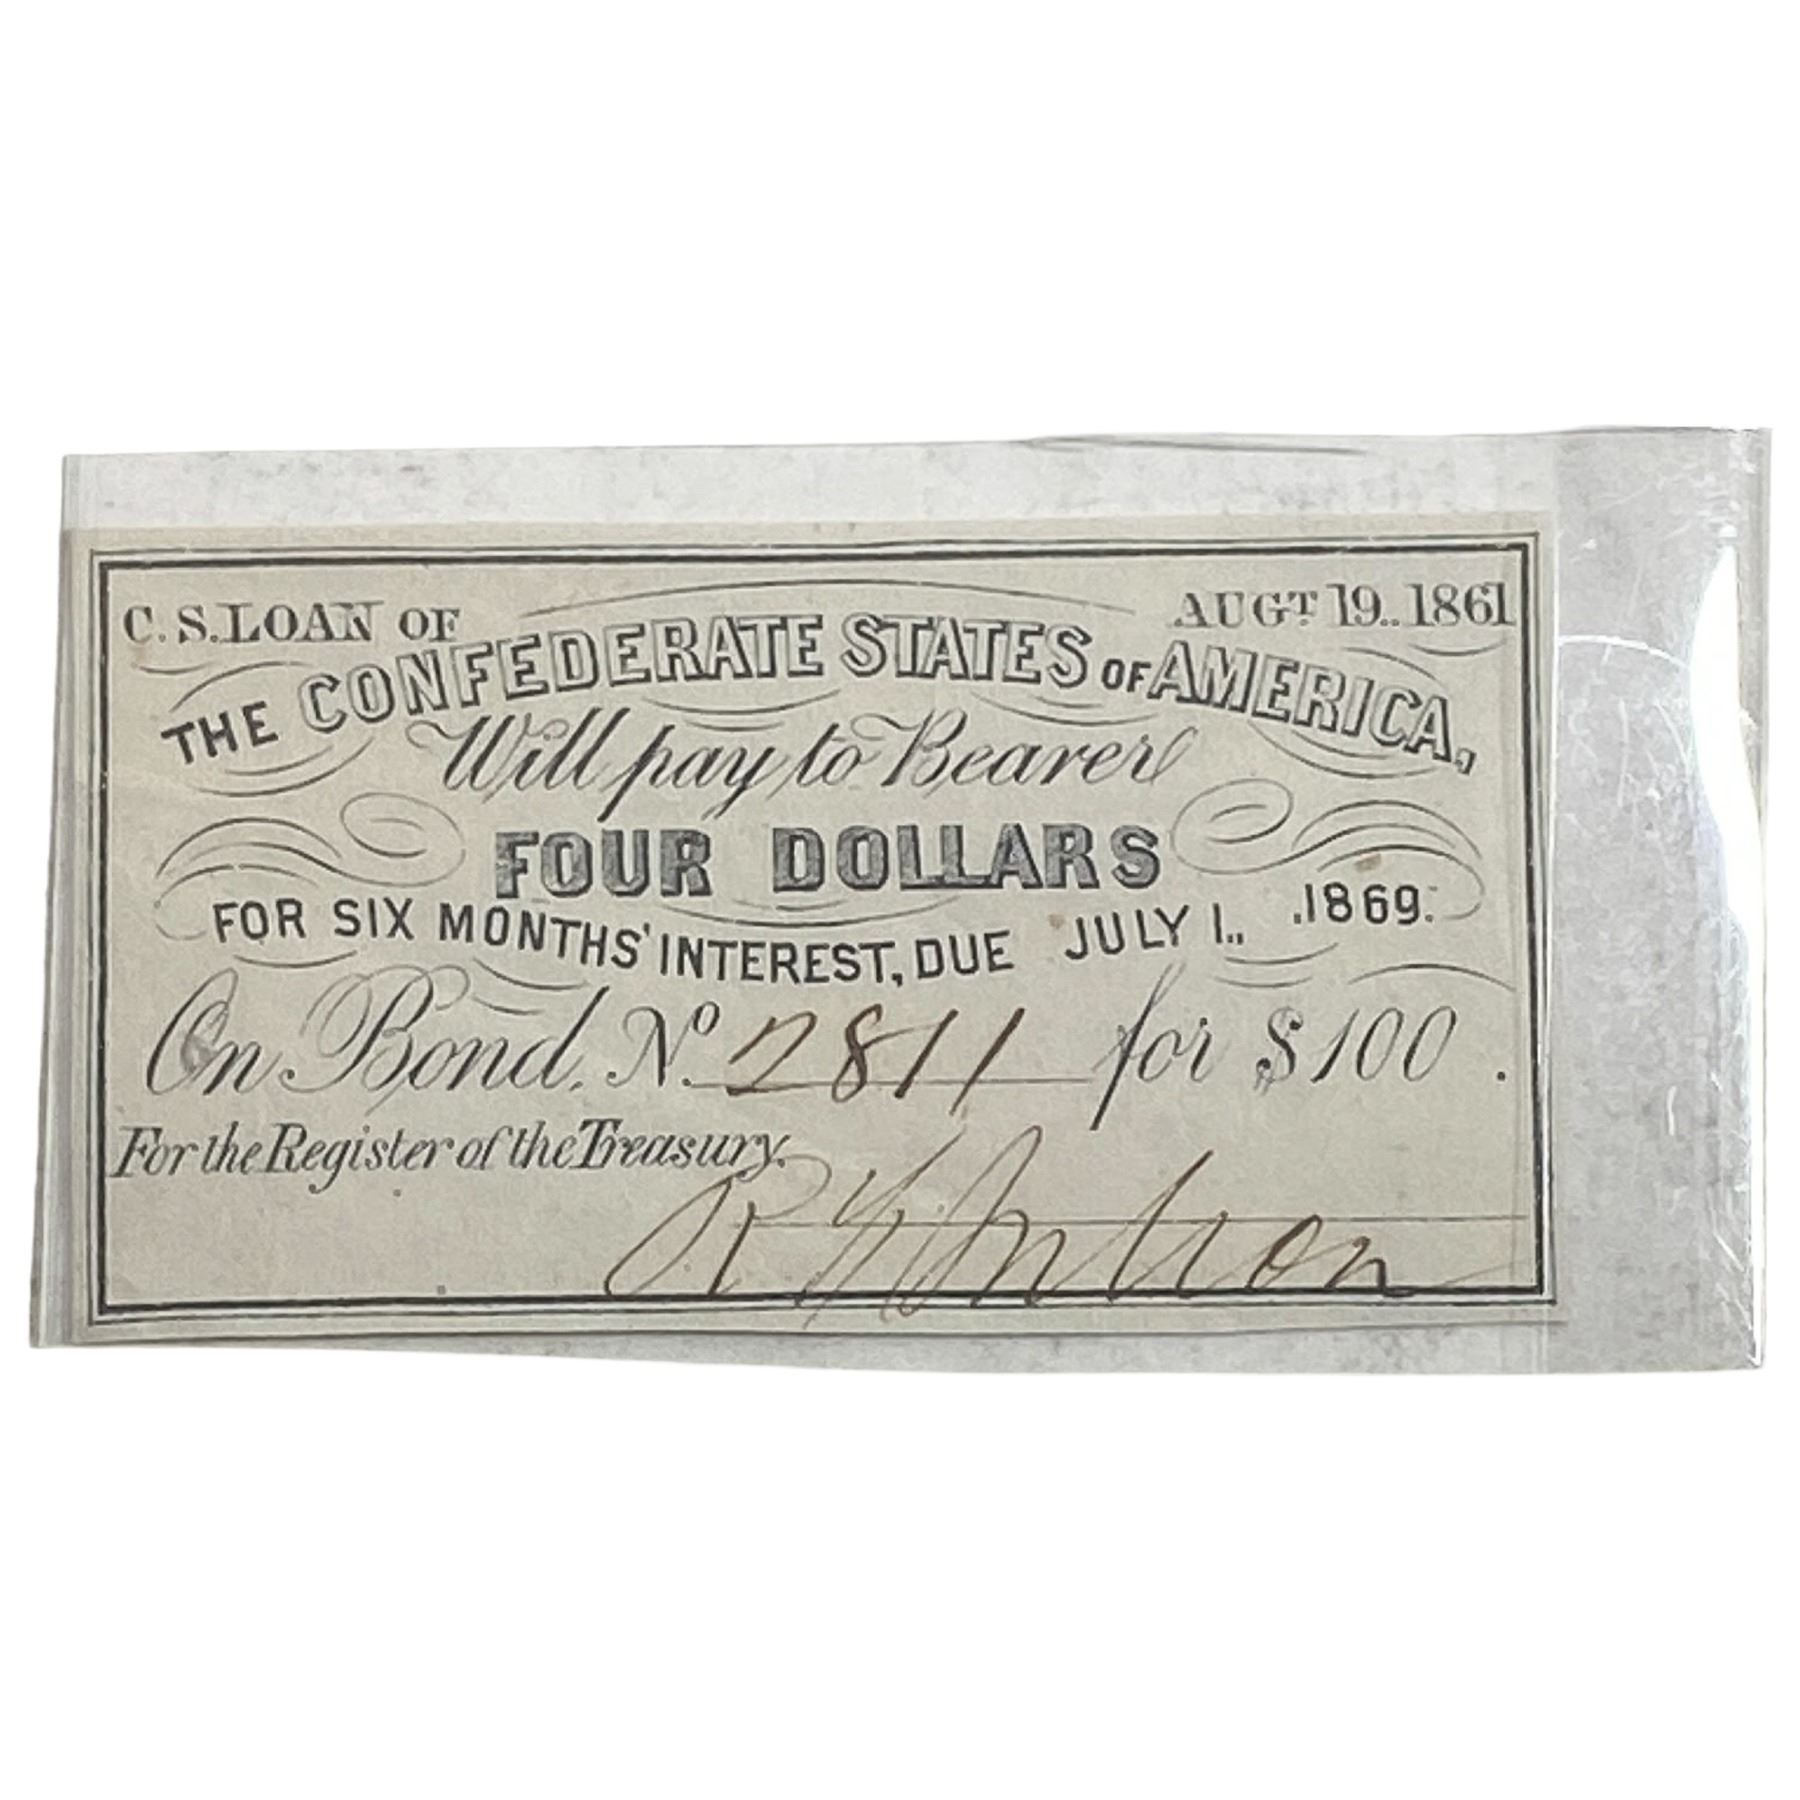 C. S. LOAN OF AUGT 19.. 1861
THE CONFEDERATE STATES OF AMERICA,
Will pay to Bearer
FOUR DOLLARS
FOR SIX MONTHS' INTEREST, DUE JULY 1., .1869.
On Bond, No. 2811 for $100.
For the Register of the Treasury.
R